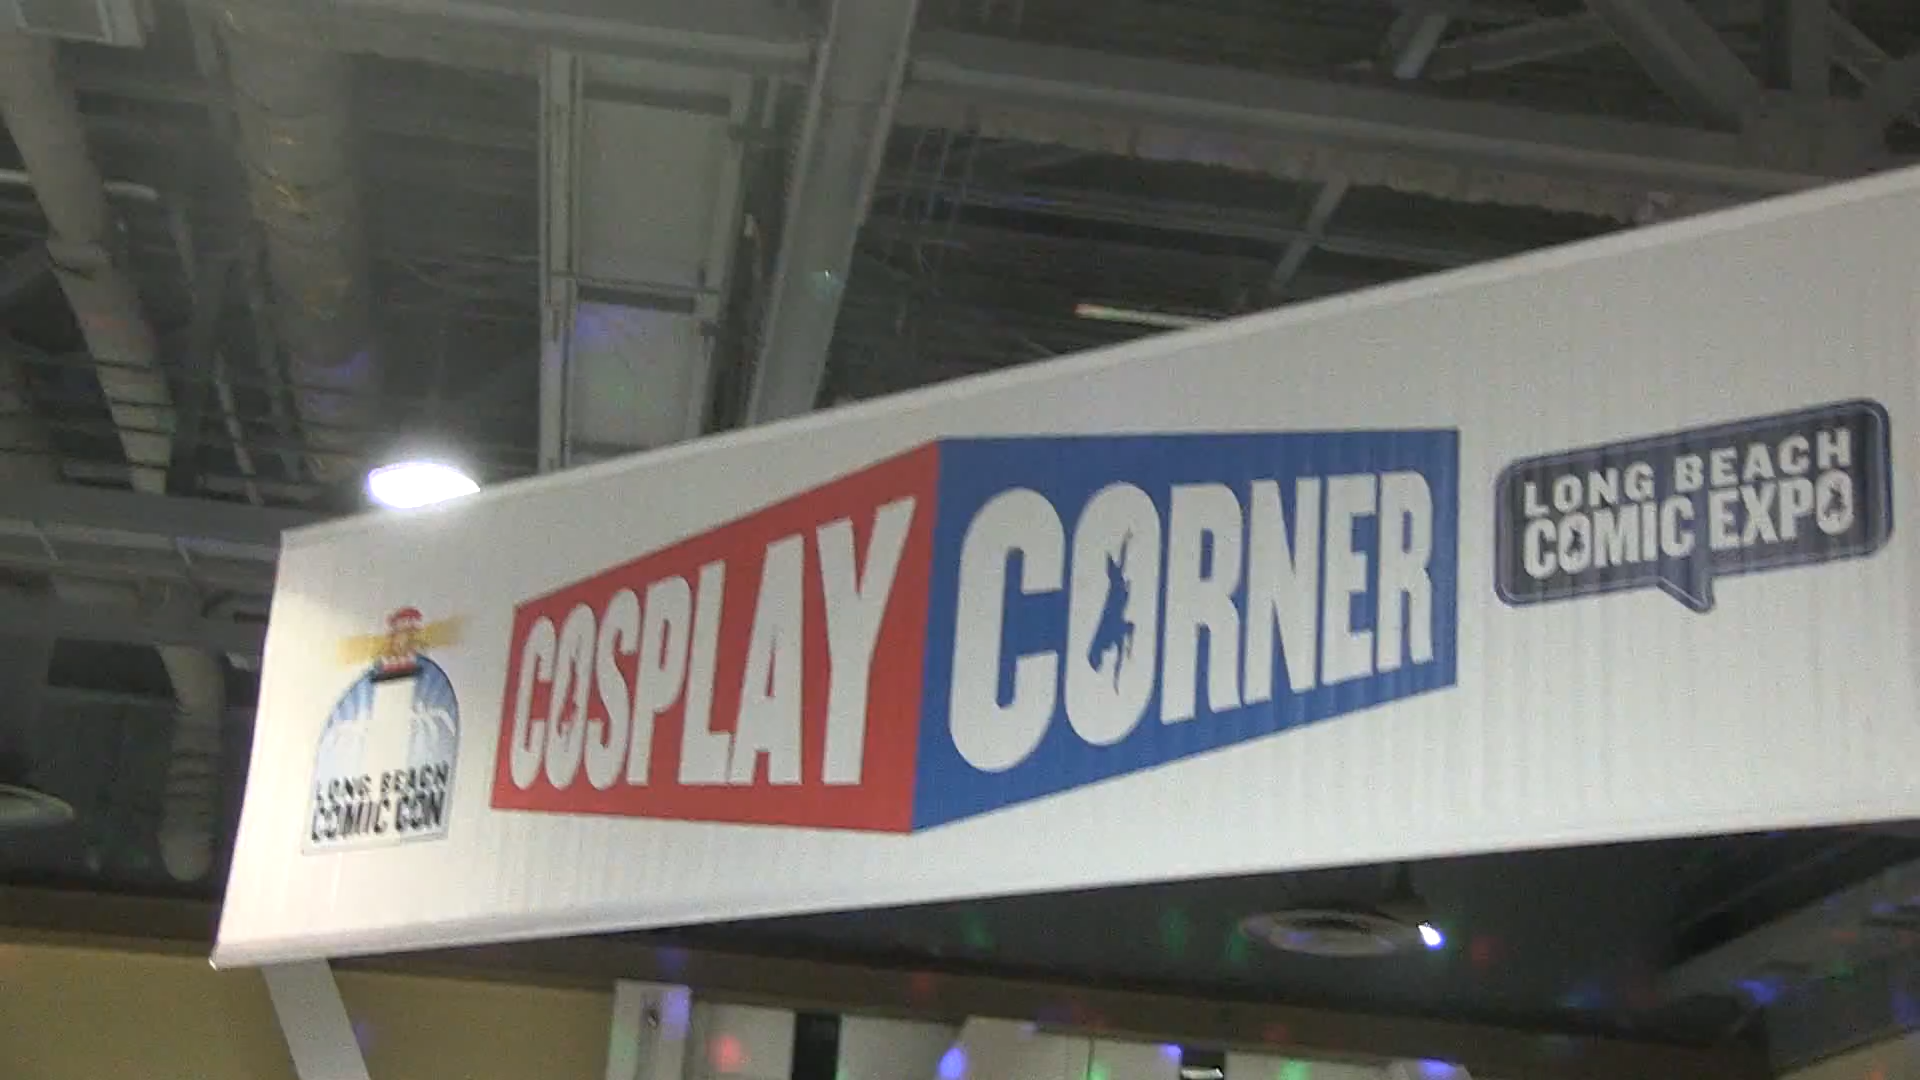 LONG BEACH
COMIC CON
COSPLAY CORNER
LONG BEACH
COMIC EXPO